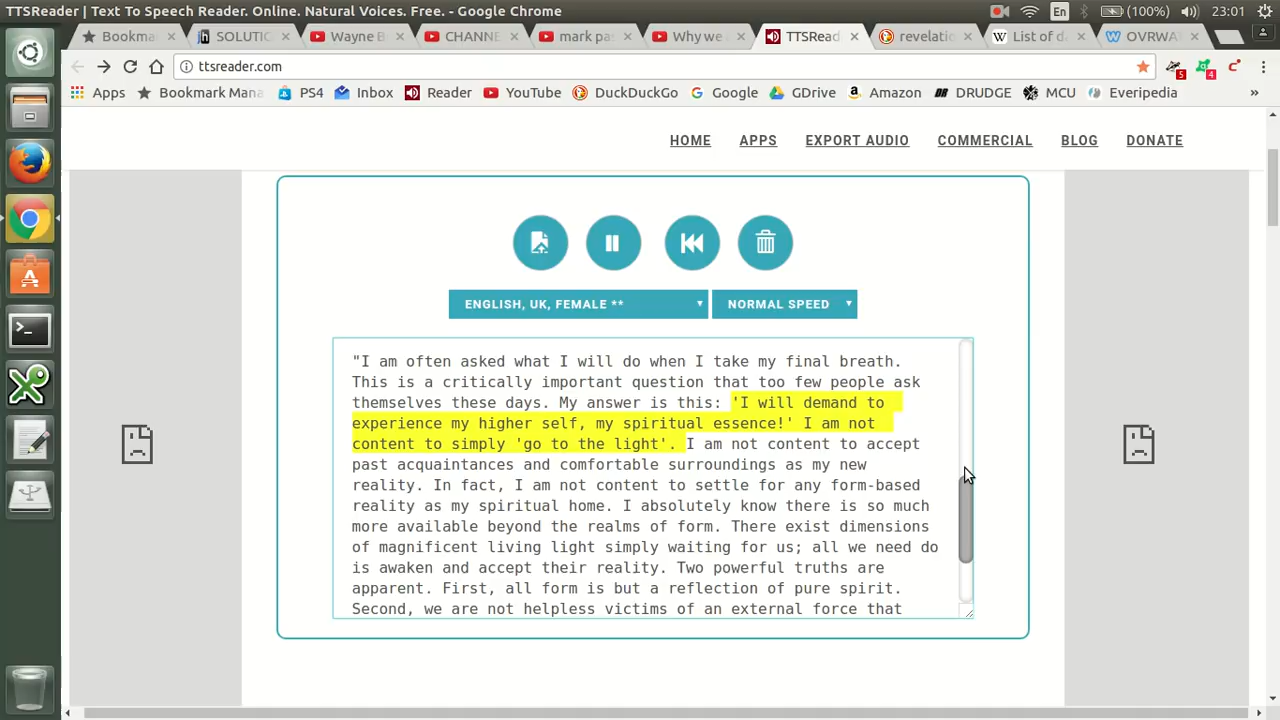 TTSReader | Text To Speech Reader. Online. Natural Voices. Free. - Google Chrome
En
(100%)
23:01
Bookma
SOLUTIC
Wayne B
CHANNE
mark pa
Why we
TTSRead
revelatio
List of d
OVRWA
ttsreader.com
5
4
Apps
Bookmark Mana
PS4
Inbox
Reader
YouTube
DuckDuckGo
Google
GDrive
Amazon
DRUDGE
MCU
Everipedia
»
HOME
APPS
EXPORT AUDIO
COMMERCIAL
BLOG
DONATE
ENGLISH, UK, FEMALE **
NORMAL SPEED
"I am often asked what I will do when I take my final breath.
This is a critically important question that too few people ask
themselves these days. My answer is this: 'I will demand to
experience my higher self, my spiritual essence!' I am not
content to simply 'go to the light'. I am not content to accept
past acquaintances and comfortable surroundings as my new
reality. In fact, I am not content to settle for any form-based
reality as my spiritual home. I absolutely know there is so much
more available beyond the realms of form. There exist dimensions
of magnificent living light simply waiting for us; all we need do
is awaken and accept their reality. Two powerful truths are
apparent. First, all form is but a reflection of pure spirit.
Second, we are not helpless victims of an external force that